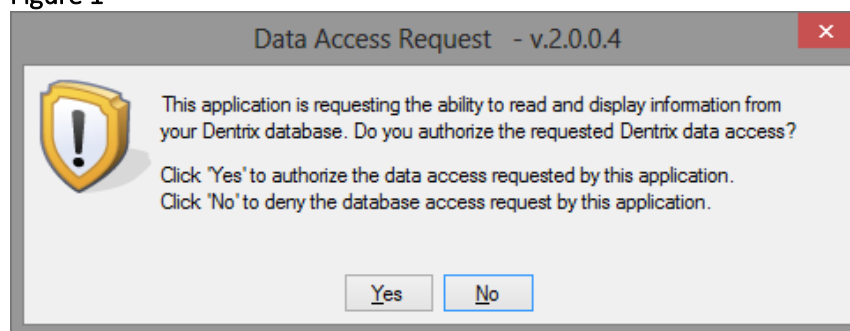 Figure 1
Data Access Request - v.2.0.0.4
This application is requesting the ability to read and display information from
your Dentrix database. Do you authorize the requested Dentrix data access?
Click 'Yes' to authorize the data access requested by this application.
Click 'No' to deny the database access request by this application.
Yes
No